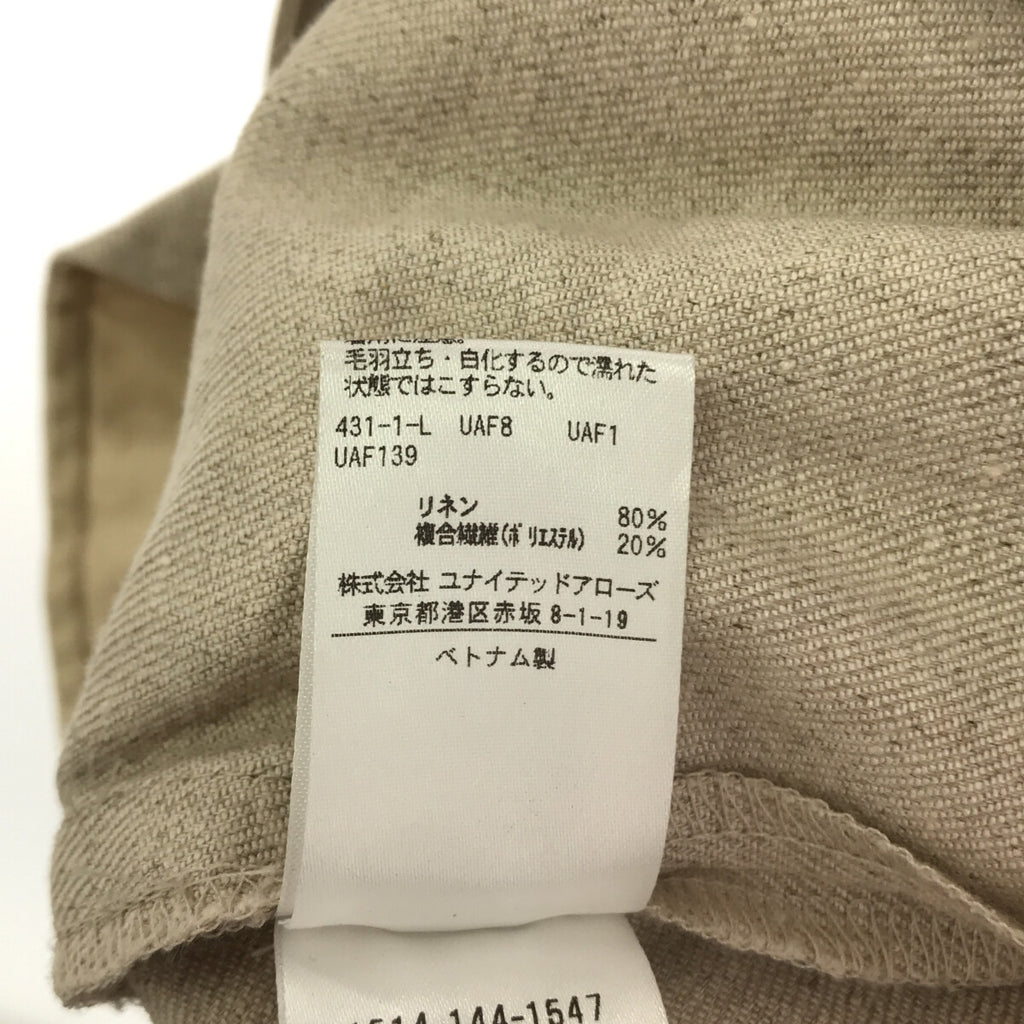 毛羽立ち・白化するので濡れた
状態ではこすらない。
431-1-L UAF8 UAF1
UAF139
リネン 80%
複合繊維(ポリエステル) 20%
株式会社 ユナイテッドアローズ
東京都港区赤坂 8-1-19
ベトナム製
144-1547